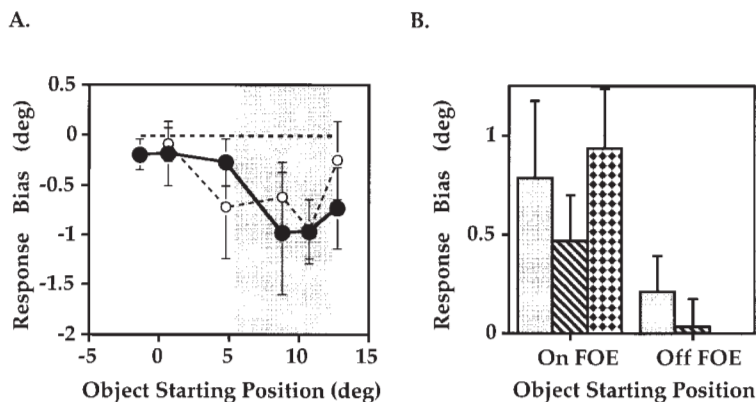 A.
0.5
0
-0.5
-1
-1.5
-2
Response Bias (deg)
-5 0 5 10 15
Object Starting Position (deg)
B.
1
0.5
0
Response Bias (deg)
On FOE Off FOE
Object Starting Position